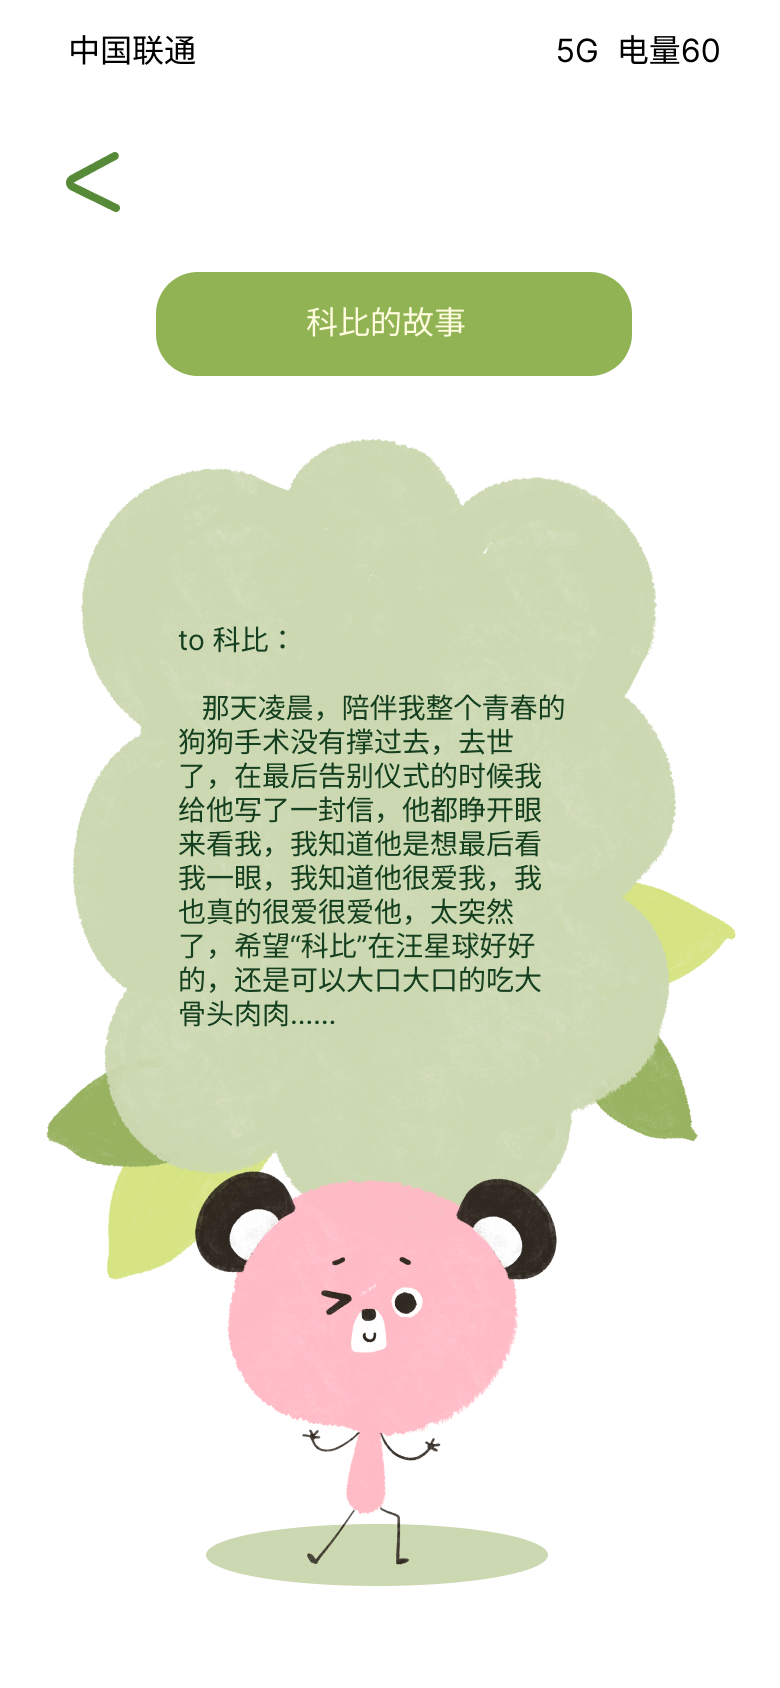 中国联通 5G 电量60
科比的故事
to 科比：
那天凌晨，陪伴我整个青春的
狗狗手术没有撑过去，去世
了，在最后告别仪式的时候我
给他写了一封信，他都睁开眼
来看我，我知道他是想最后看
我一眼，我知道他很爱我，我
也真的很爱很爱他，太突然
了，希望“科比”在汪星球好好
的，还是可以大口大口的吃大
骨头肉肉……